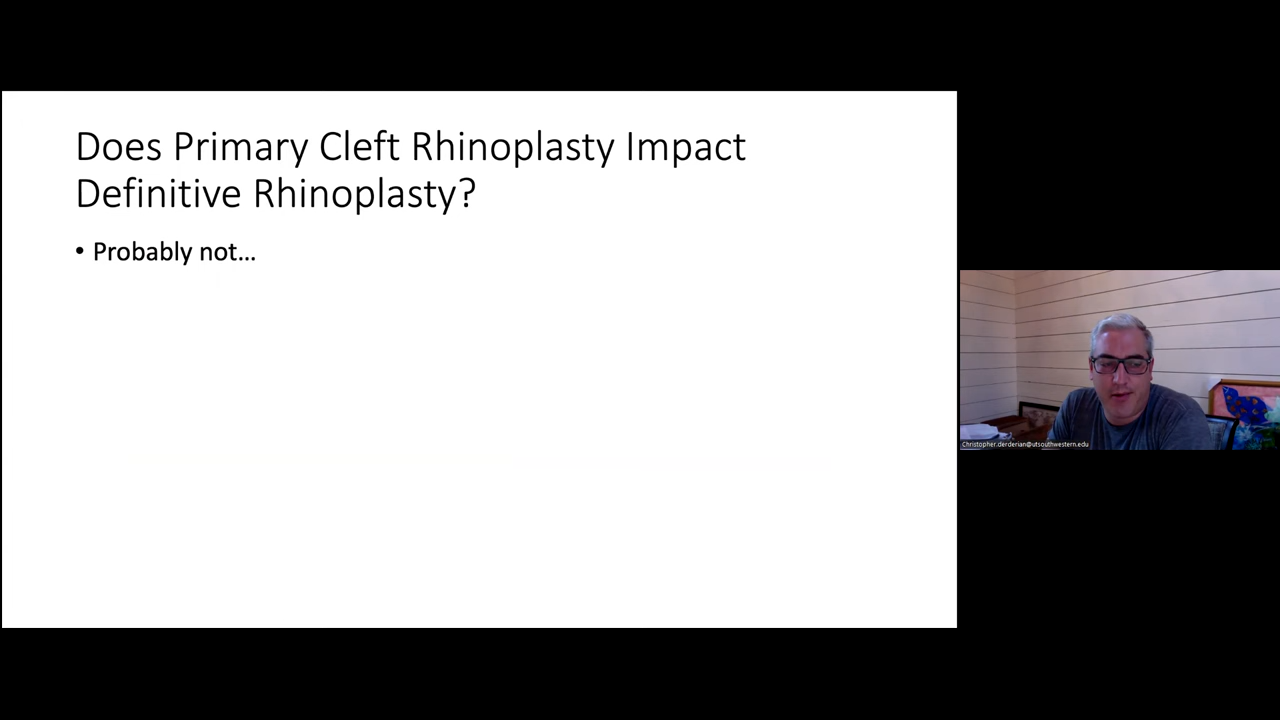 Does Primary Cleft Rhinoplasty Impact
Definitive Rhinoplasty?
• Probably not...
Christopher.derderian@utsouthwestern.edu